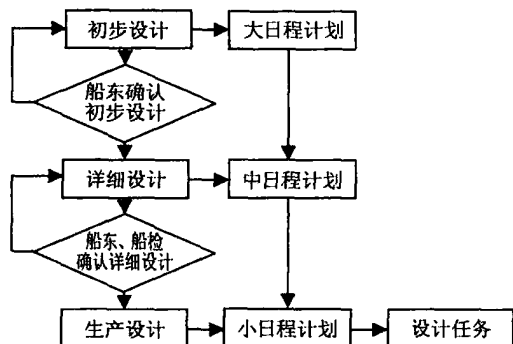 初步设计
大日程计划
船东确认
初步设计
详细设计
中日程计划
船东、船检
确认详细设计
生产设计
小日程计划
设计任务